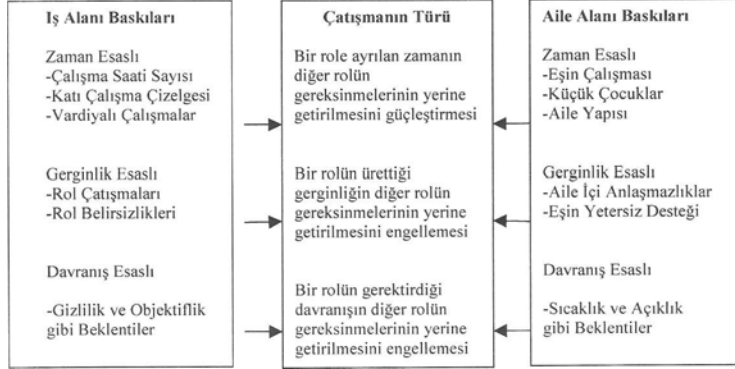 İş Alanı Baskıları
Zaman Esaslı
-Çalışma Saati Sayısı
-Katı Çalışma Çizelgesi
-Vardiyalı Çalışmalar
Gerginlik Esaslı
-Rol Çatışmaları
-Rol Belirsizlikleri
Davranış Esaslı
-Gizlilik ve Objektiflik
gibi Beklentiler
Çatışmanın Türü
Bir role ayrılan zamanın
diğer rolün
gereksinmelerinin yerine
getirilmesini güçleştirmesi
Bir rolün ürettiği
gerginliğin diğer rolün
gereksinmelerinin yerine
getirilmesini engellemesi
Bir rolün gerektirdiği
davranışın diğer rolün
gereksinmelerinin yerine
getirilmesini engellemesi
Aile Alanı Baskıları
Zaman Esaslı
-Eşin Çalışması
-Küçük Çocuklar
-Aile Yapısı
Gerginlik Esaslı
-Aile İçi Anlaşmazlıklar
-Eşin Yetersiz Desteği
Davranış Esaslı
-Sıcaklık ve Açıklık
gibi Beklentiler